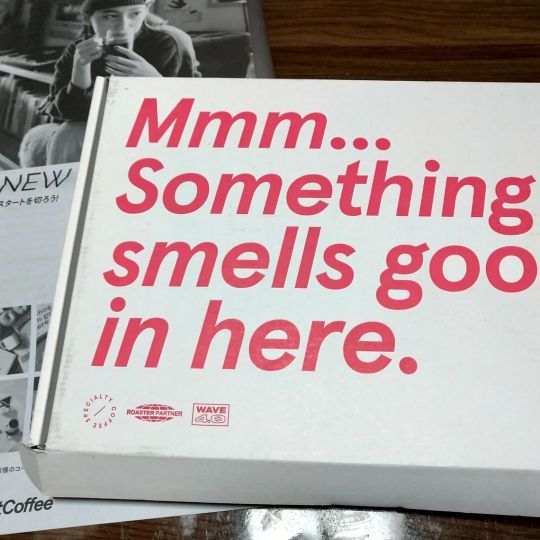 Mmm...
Something
smells goo
in here.
SPECIALTY COFFEE
ROASTER PARTNER
WAVE
4.0
NEW
スタートを切ろう!
Coffee